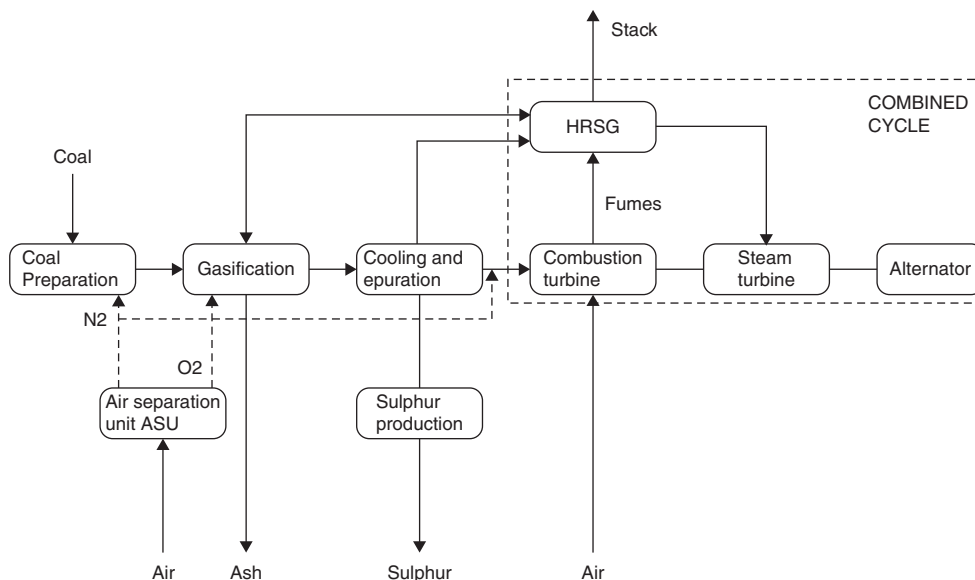 Stack
COMBINED
CYCLE
HRSG
Coal
Fumes
Coal
Preparation
Gasification
Cooling and
epuration
Combustion
turbine
Steam
turbine
Alternator
N2
O2
Air separation
unit ASU
Sulphur
production
Air
Ash
Sulphur
Air